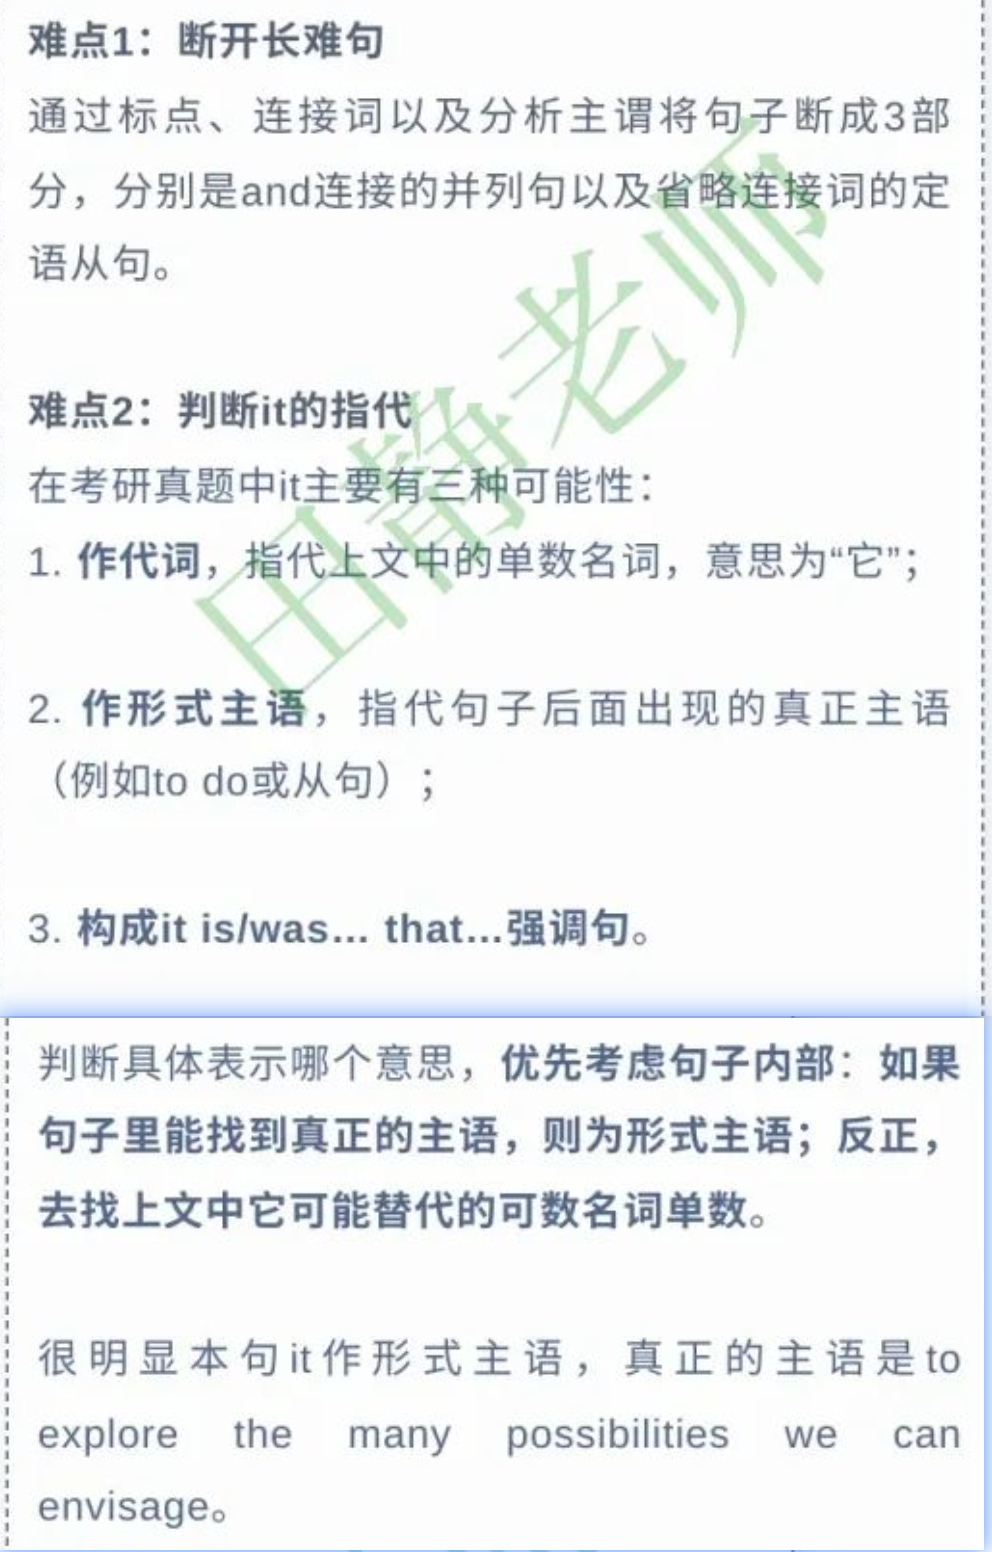 难点1：断开长难句
通过标点、连接词以及分析主谓将句子断成3部
分，分别是and连接的并列句以及省略连接词的定
语从句。
难点2：判断it的指代
在考研真题中it主要有三种可能性：
1. 作代词，指代上文中的单数名词，意思为“它”；
2. 作形式主语，指代句子后面出现的真正主语
（例如to do或从句）；
3. 构成it is/was... that...强调句。
判断具体表示哪个意思，优先考虑句子内部：如果
句子里能找到真正的主语，则为形式主语；反正，
去找上文中它可能替代的可数名词单数。
很明显本句it作形式主语，真正的主语是to
explore the many possibilities we can
envisage。
田静老师